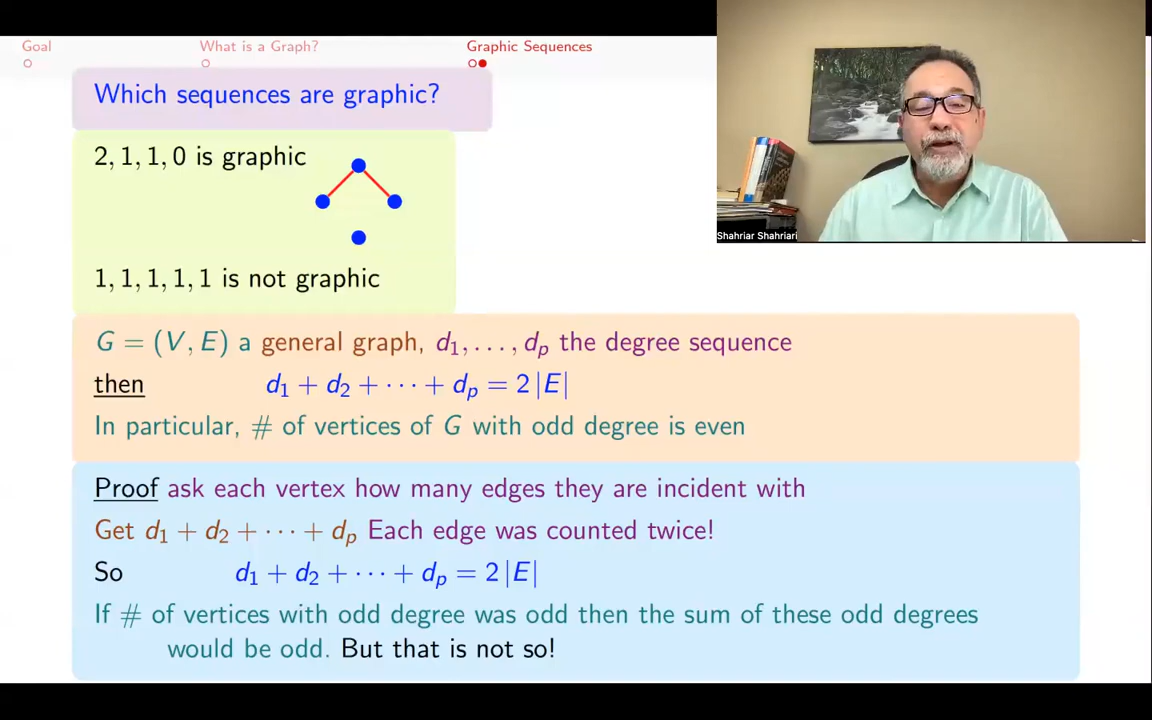 Goal
What is a Graph?
Graphic Sequences
Which sequences are graphic?
2, 1, 1, 0 is graphic
1, 1, 1, 1, 1 is not graphic
G = (V, E) a general graph, d₁, . . . , dₚ the degree sequence
then d₁ + d₂ + · · · + dₚ = 2 |E|
In particular, # of vertices of G with odd degree is even
Proof ask each vertex how many edges they are incident with
Get d₁ + d₂ + · · · + dₚ Each edge was counted twice!
So d₁ + d₂ + · · · + dₚ = 2 |E|
If # of vertices with odd degree was odd then the sum of these odd degrees
would be odd. But that is not so!
Shahriar Shahriari